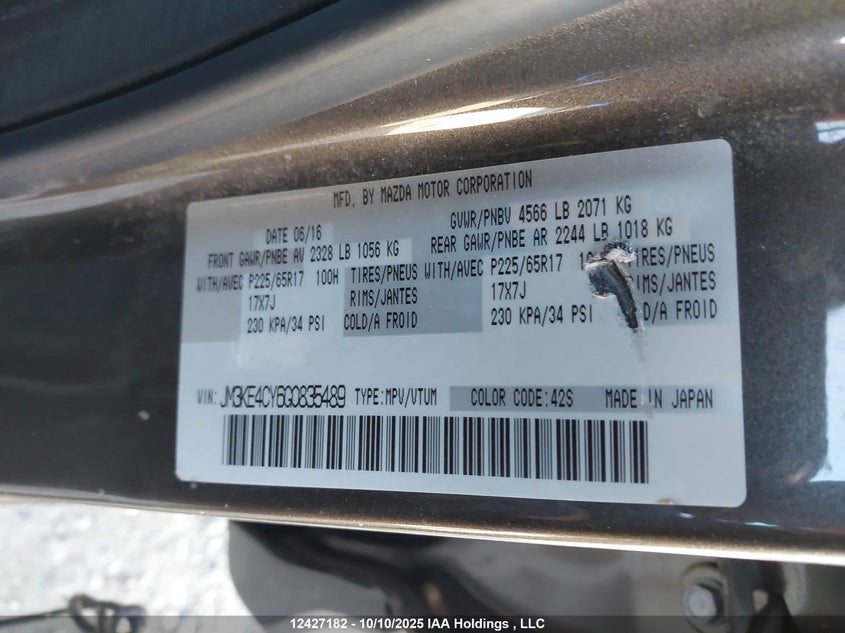 MFD. BY MAZDA MOTOR CORPORATION
DATE 06/16 GVWR/PNBV 4566 LB 2071 KG
FRONT GAWR/PNBE AV 2328 LB 1056 KG REAR GAWR/PNBE AR 2244 LB 1018 KG
WITH/AVEC P225/65R17 100H TIRES/PNEUS WITH/AVEC P225/65R17 TIRES/PNEUS
17X7J RIMS/JANTES 17X7J RIMS/JANTES
230 KPA/34 PSI COLD/A FROID 230 KPA/34 PSI COLD/A FROID
VIN: JM3KE4CY6G0835489 TYPE:MPV/VTUM COLOR CODE:42S MADE IN JAPAN
12427182 - 10/10/2025 IAA Holdings , LLC